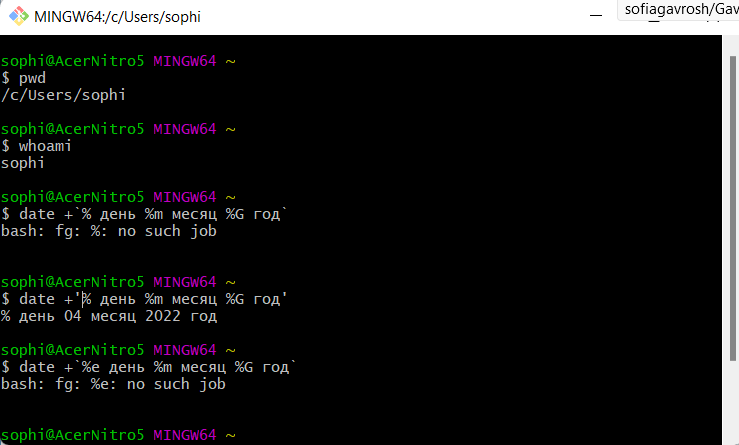 MINGW64:/c/Users/sophi
sofiagavrosh/Gav
sophi@AcerNitro5 MINGW64 ~
$ pwd
/c/Users/sophi
sophi@AcerNitro5 MINGW64 ~
$ whoami
sophi
sophi@AcerNitro5 MINGW64 ~
$ date +`% день %m месяц %G год`
bash: fg: %: no such job
sophi@AcerNitro5 MINGW64 ~
$ date +'% день %m месяц %G год'
% день 04 месяц 2022 год
sophi@AcerNitro5 MINGW64 ~
$ date +`%e день %m месяц %G год`
bash: fg: %e: no such job
sophi@AcerNitro5 MINGW64 ~